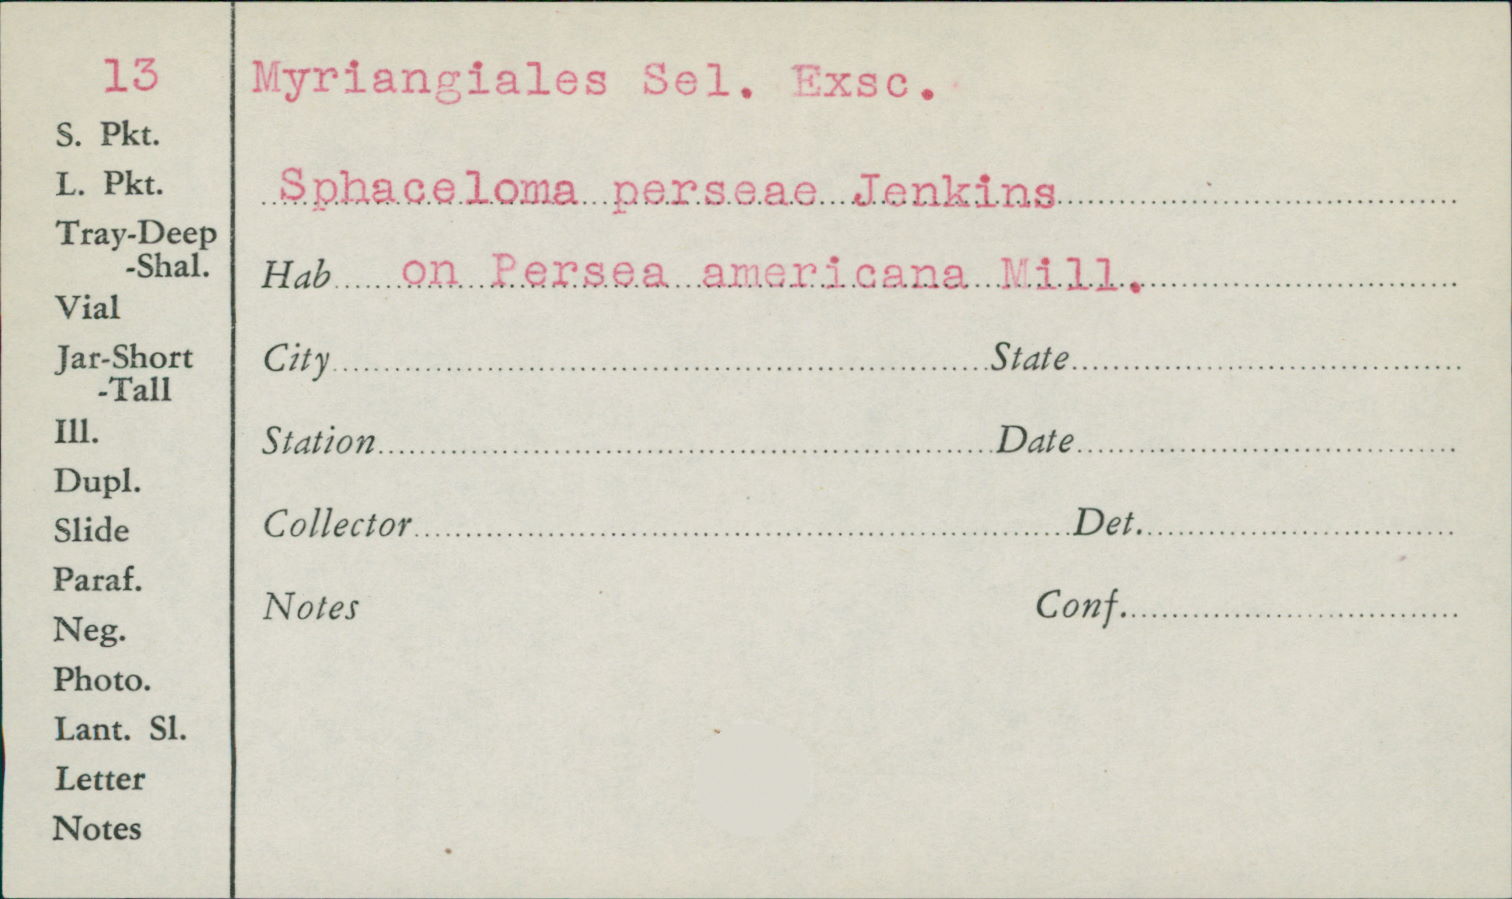 13
S. Pkt.
L. Pkt.
Tray-Deep
-Shal.
Vial
Jar-Short
-Tall
Ill.
Dupl.
Slide
Paraf.
Neg.
Photo.
Lant. Sl.
Letter
Notes
Myriangiales Sel. Exsc.
Sphaceloma perseae Jenkins
Hab on Persea americana Mill.
City State
Station Date
Collector Det.
Notes Conf.